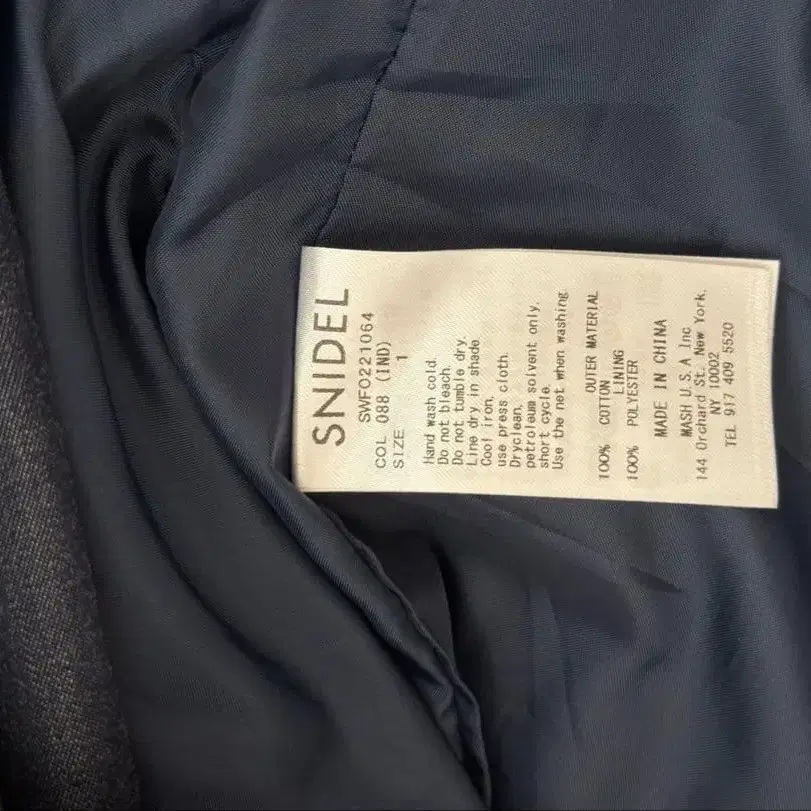 SNIDEL
SWFO221064
COL 088 (IND)
SIZE 1
Hand wash cold.
Do not bleach.
Do not tumble dry.
Line dry in shade
Cool iron.
use press cloth.
Dryclean.
petroleum solvent only.
short cycle.
Use the net when washing.
OUTER MATERIAL
100% COTTON
LINING
100% POLYESTER
MADE IN CHINA
MASH U.S.A Inc
144 Orchard St. New York.
NY 10002
TEL 917 409 5520